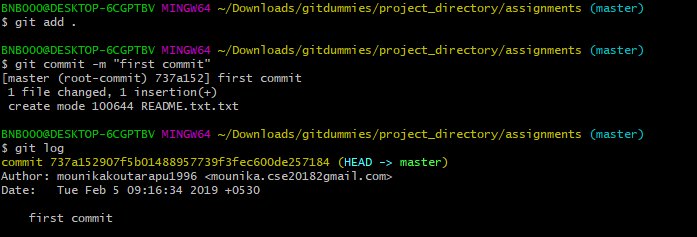 BNBOOO@DESKTOP-6CGPTBV MINGW64 ~/Downloads/gitdummies/project_directory/assignments (master)
$ git add .
BNBOOO@DESKTOP-6CGPTBV MINGW64 ~/Downloads/gitdummies/project_directory/assignments (master)
$ git commit -m "first commit"
[master (root-commit) 737a152] first commit
1 file changed, 1 insertion(+)
create mode 100644 README.txt.txt
BNBOOO@DESKTOP-6CGPTBV MINGW64 ~/Downloads/gitdummies/project_directory/assignments (master)
$ git log
commit 737a152907f5b01488957739f3fec600de257184 (HEAD -> master)
Author: mounikakoutarapu1996 <mounika.cse20182gmail.com>
Date: Tue Feb 5 09:16:34 2019 +0530
first commit